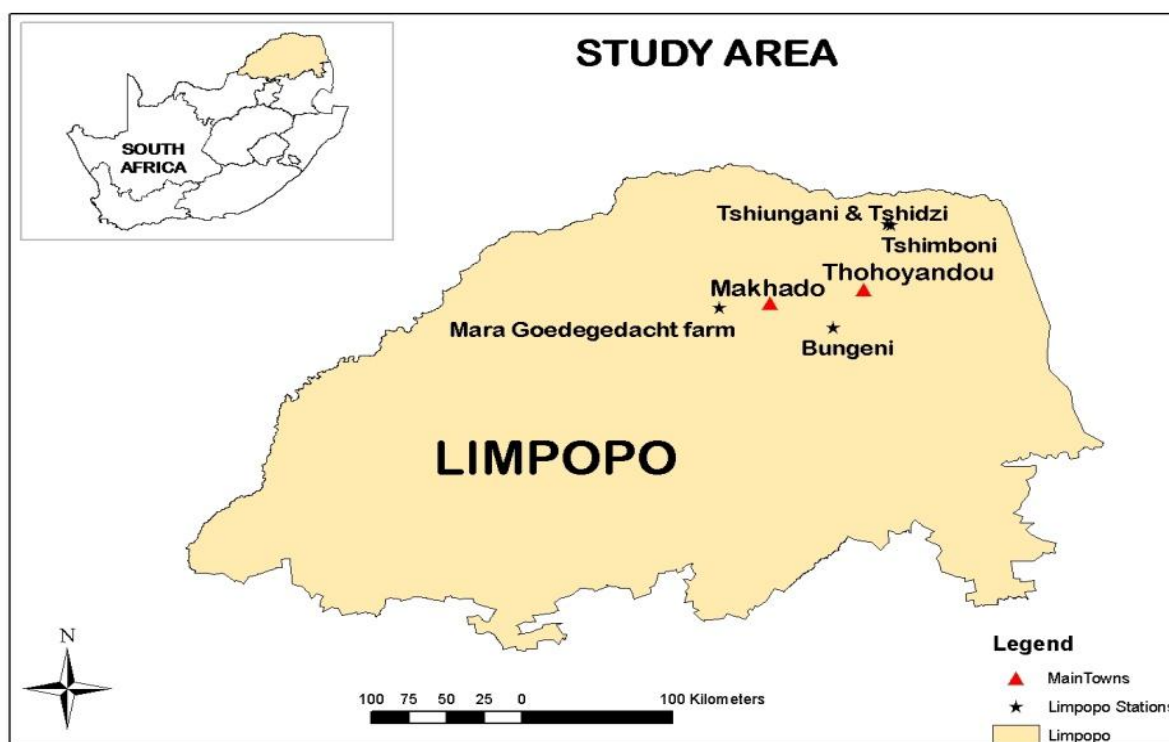 STUDY AREA
SOUTH
AFRICA
Tshiungani & Tshidzi
Tshimboni
Thohoyandou
Makhado
Mara Goedegedacht farm
Bungeni
LIMPOPO
N
100 75 50 25 0 100 Kilometers
Legend
MainTowns
Limpopo Stations
Limpopo